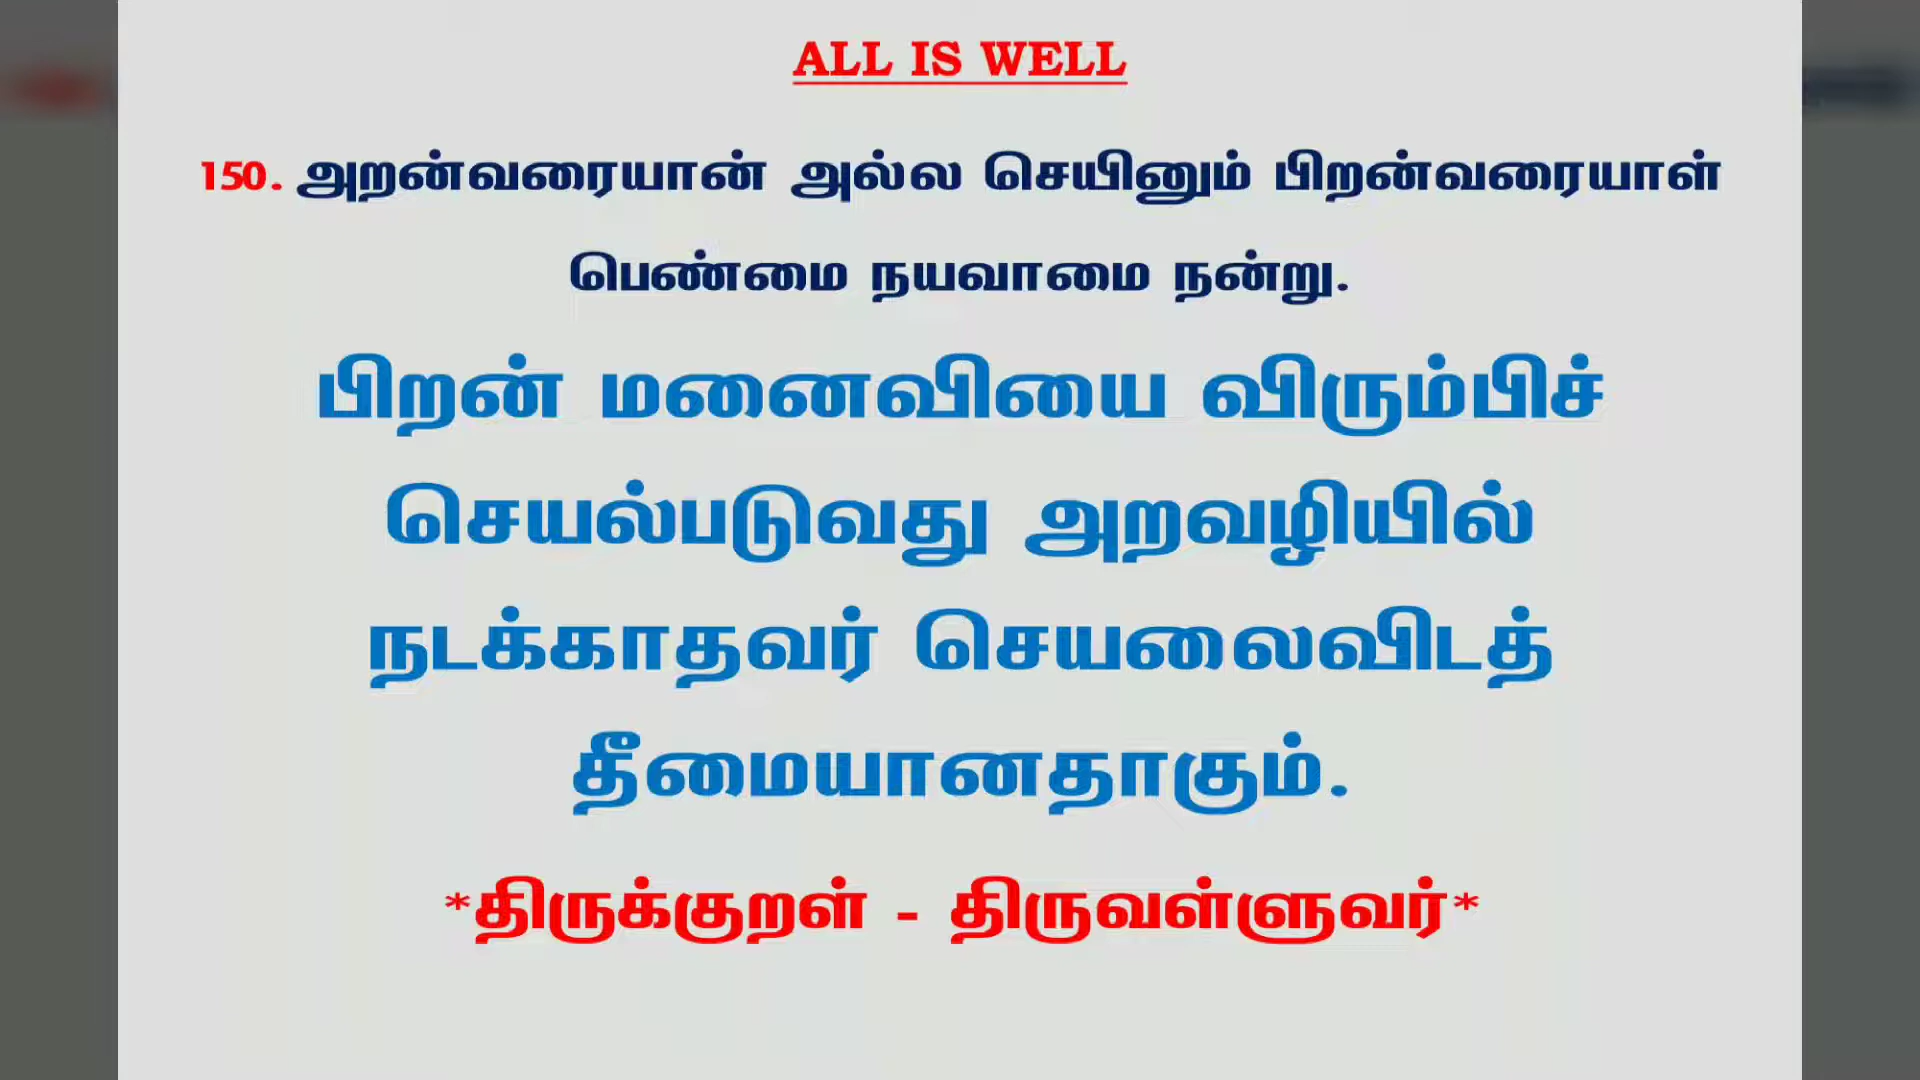 ALL IS WELL
150. அறன்வரையான் அல்ல செயினும் பிறன்வரையாள்
பெண்மை நயவாமை நன்று.
பிறன் மனைவியை விரும்பிச்
செயல்படுவது அறவழியில்
நடக்காதவர் செயலைவிடத்
தீமையானதாகும்.
*திருக்குறள் - திருவள்ளுவர்*